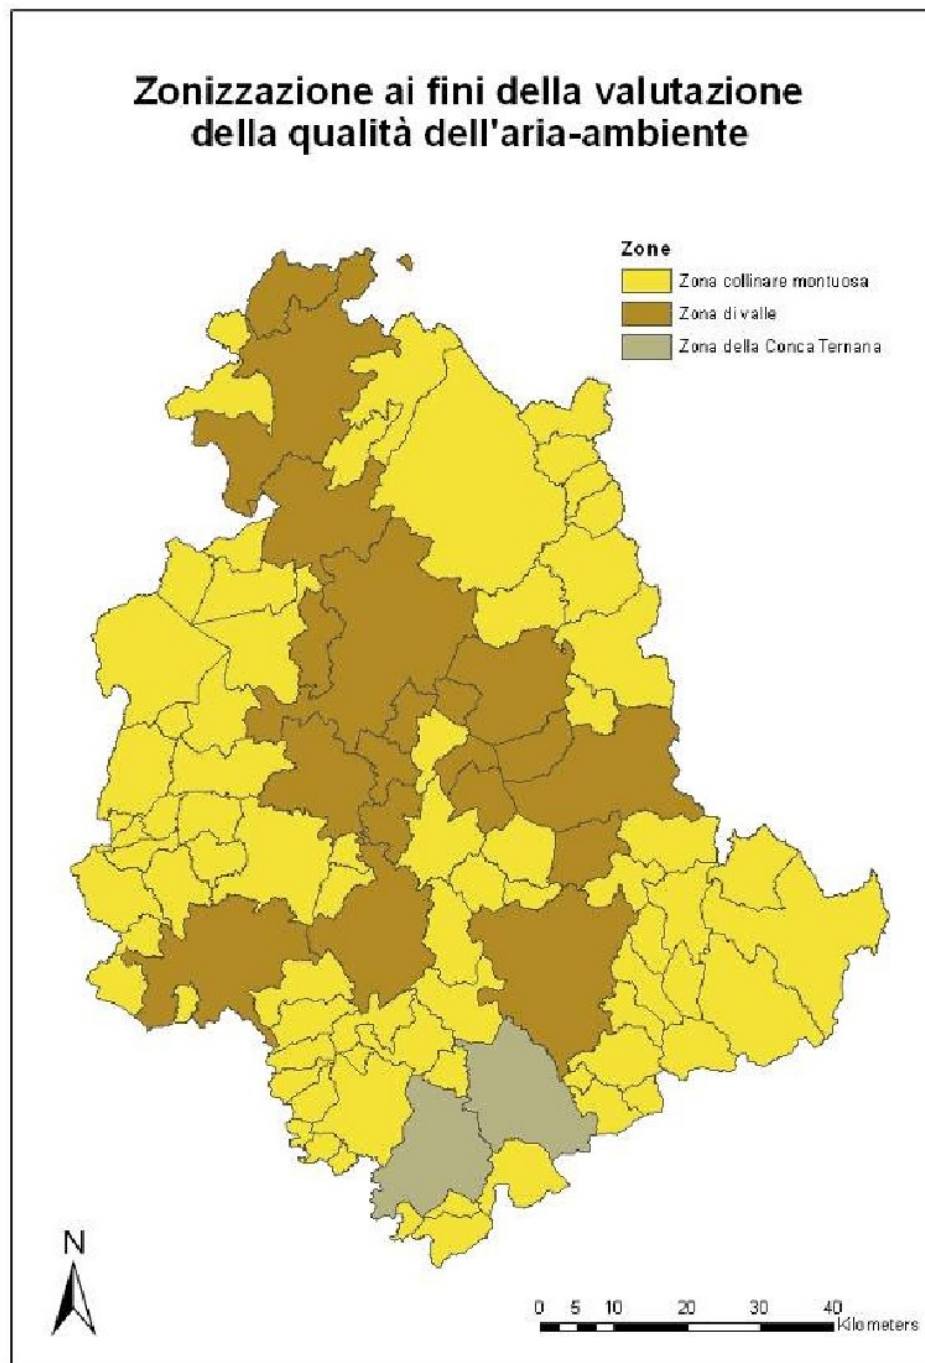 Zonizzazione ai fini della valutazione
della qualità dell'aria-ambiente
Zone
Zona collinare montuosa
Zona di valle
Zona della Conca Ternana
N
0 5 10 20 30 40
Kilometers